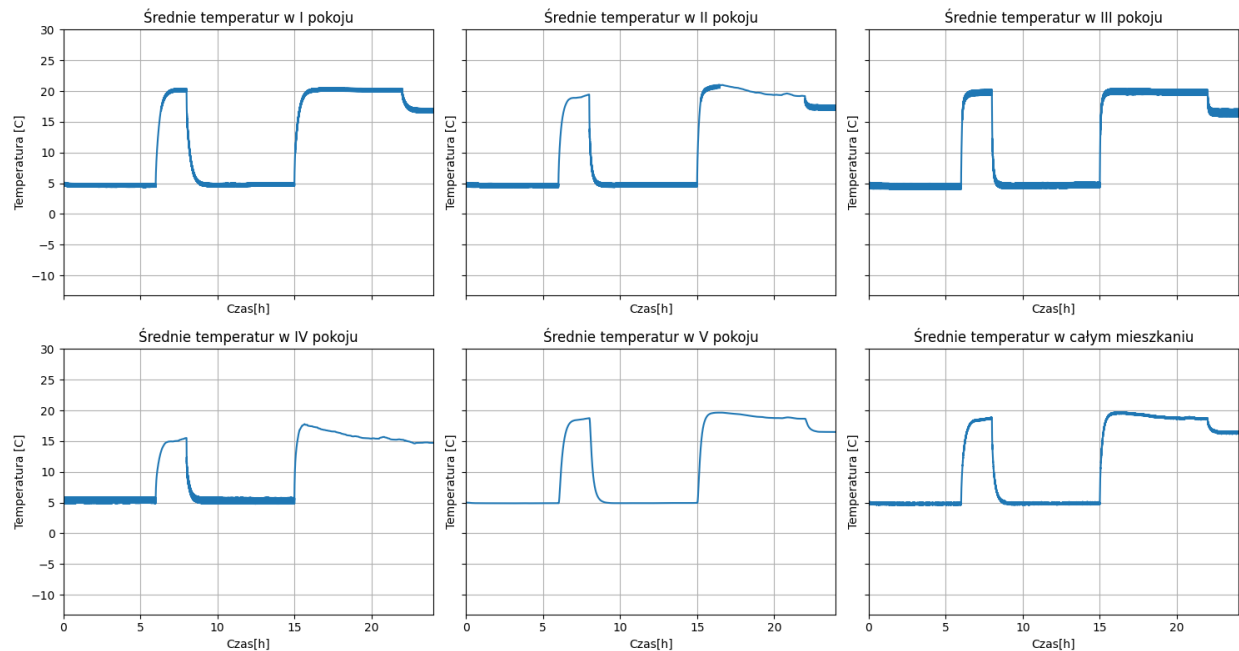 Średnie temperatur w I pokoju
Średnie temperatur w II pokoju
Średnie temperatur w III pokoju
30
25
20
15
10
5
0
−5
−10
Temperatura [C]
Temperatura [C]
Temperatura [C]
Czas[h]
Czas[h]
Czas[h]
Średnie temperatur w IV pokoju
Średnie temperatur w V pokoju
Średnie temperatur w całym mieszkaniu
30
25
20
15
10
5
0
−5
−10
Temperatura [C]
Temperatura [C]
Temperatura [C]
0 5 10 15 20
0 5 10 15 20
0 5 10 15 20
Czas[h]
Czas[h]
Czas[h]